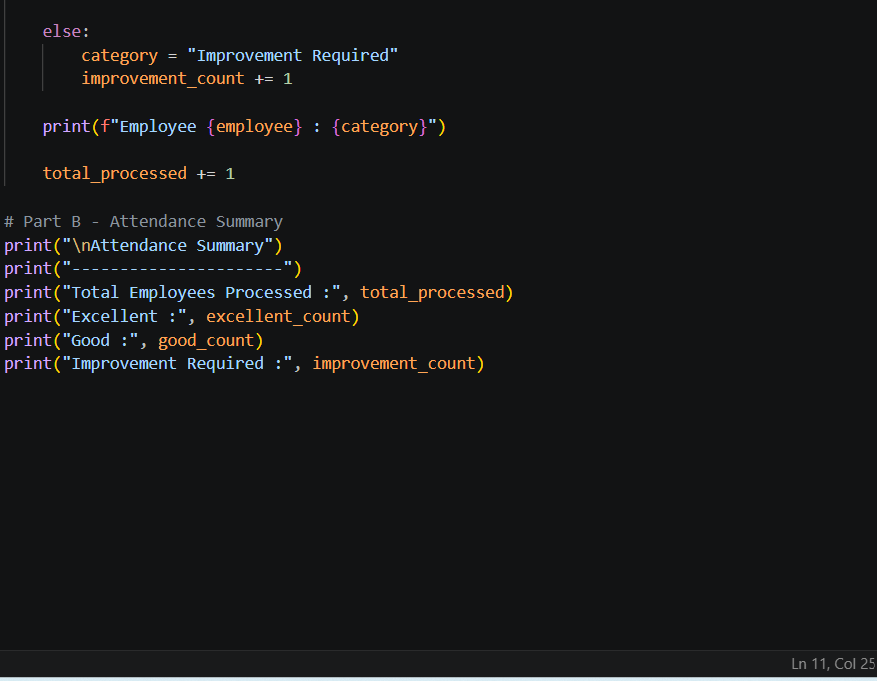 else:
category = "Improvement Required"
improvement_count += 1
print(f"Employee {employee} : {category}")
total_processed += 1
# Part B - Attendance Summary
print("\nAttendance Summary")
print("----------------------")
print("Total Employees Processed :", total_processed)
print("Excellent :", excellent_count)
print("Good :", good_count)
print("Improvement Required :", improvement_count)
Ln 11, Col 25